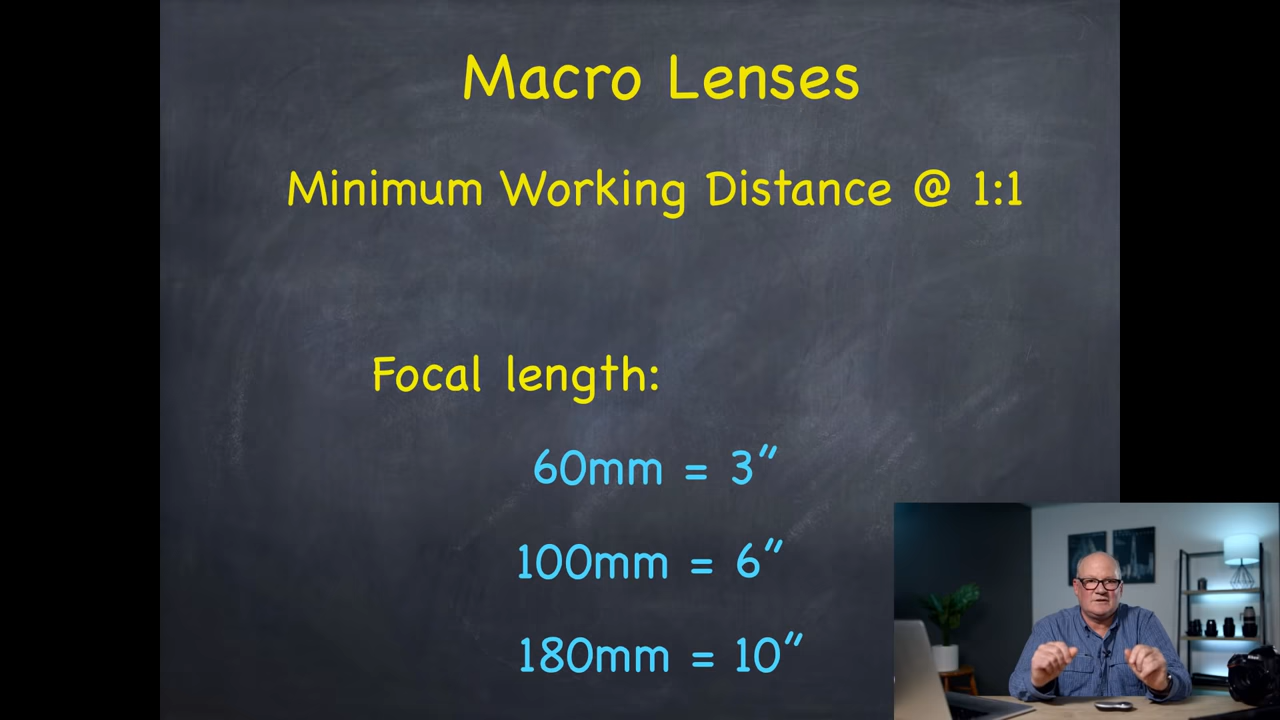 Macro Lenses
Minimum Working Distance @ 1:1
Focal length:
60mm = 3”
100mm = 6”
180mm = 10”